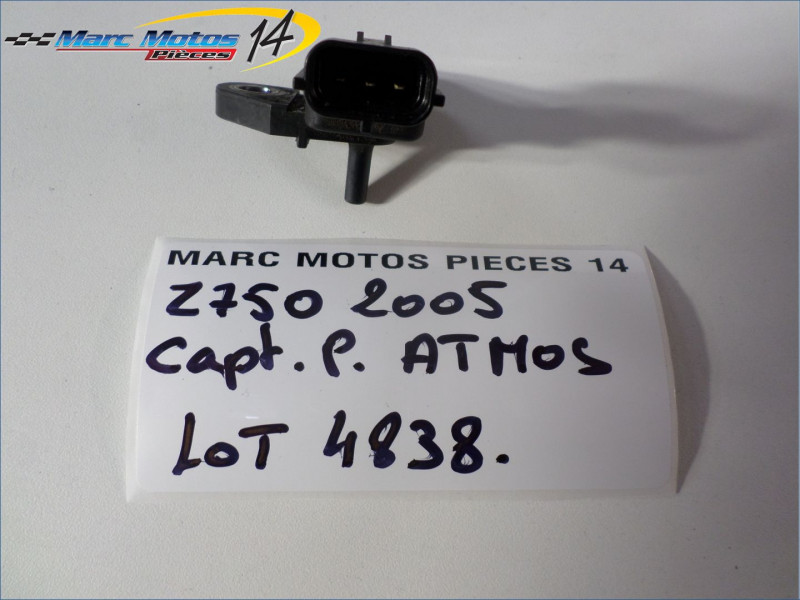 Marc Motos 14
Pièces
MARC MOTOS PIECES 14
Z750 2005
Capt. P. ATMOS
LOT 4838.